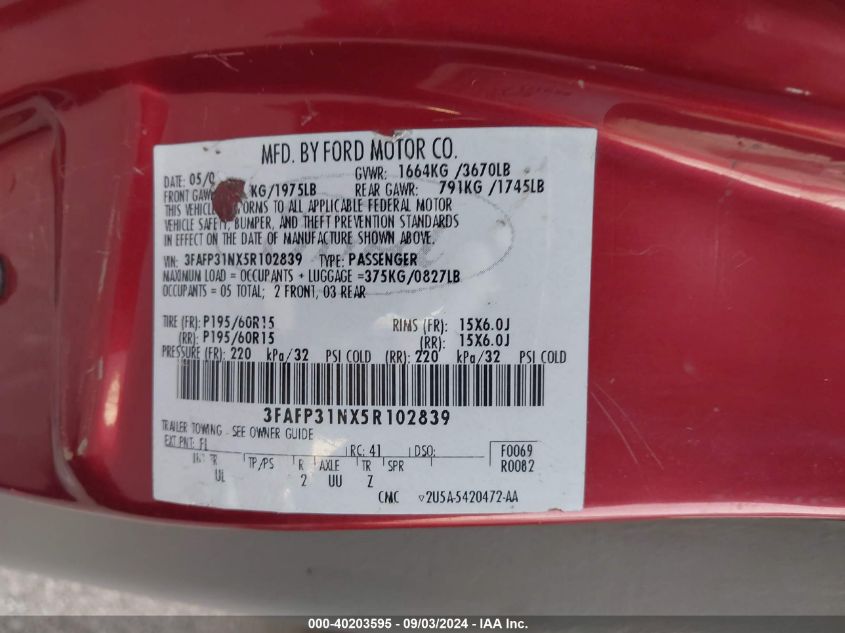 MFD. BY FORD MOTOR CO.
DATE: 05/0 GVWR: 1664KG /3670LB
FRONT GAWR KG/1975LB REAR GAWR: 791KG /1745LB
THIS VEHICLE FORMS TO ALL APPLICABLE FEDERAL MOTOR
VEHICLE SAFETY, BUMPER, AND THEFT PREVENTION STANDARDS
IN EFFECT ON THE DATE OF MANUFACTURE SHOWN ABOVE.
VIN: 3FAFP31NX5R102839 TYPE: PASSENGER
MAXIMUM LOAD = OCCUPANTS + LUGGAGE =375KG/0827LB
OCCUPANTS = 05 TOTAL; 2 FRONT, 03 REAR
TIRE (FR): P195/60R15 RIMS (FR): 15X6.0J
(RR): P195/60R15 (RR): 15X6.0J
PRESSURE (FR): 220 kPa/32 PSI COLD (RR): 220 kPa/32 PSI COLD
3FAFP31NX5R102839
TRAILER TOWING - SEE OWNER GUIDE
EXT PNT: FL RC: 41 DSO: F0069
R0082
INT TR TP/PS R AXLE TR SPR
UL 2 UU Z
CMC 2U5A-5420472-AA
000-40203595 - 09/03/2024 - IAA Inc.